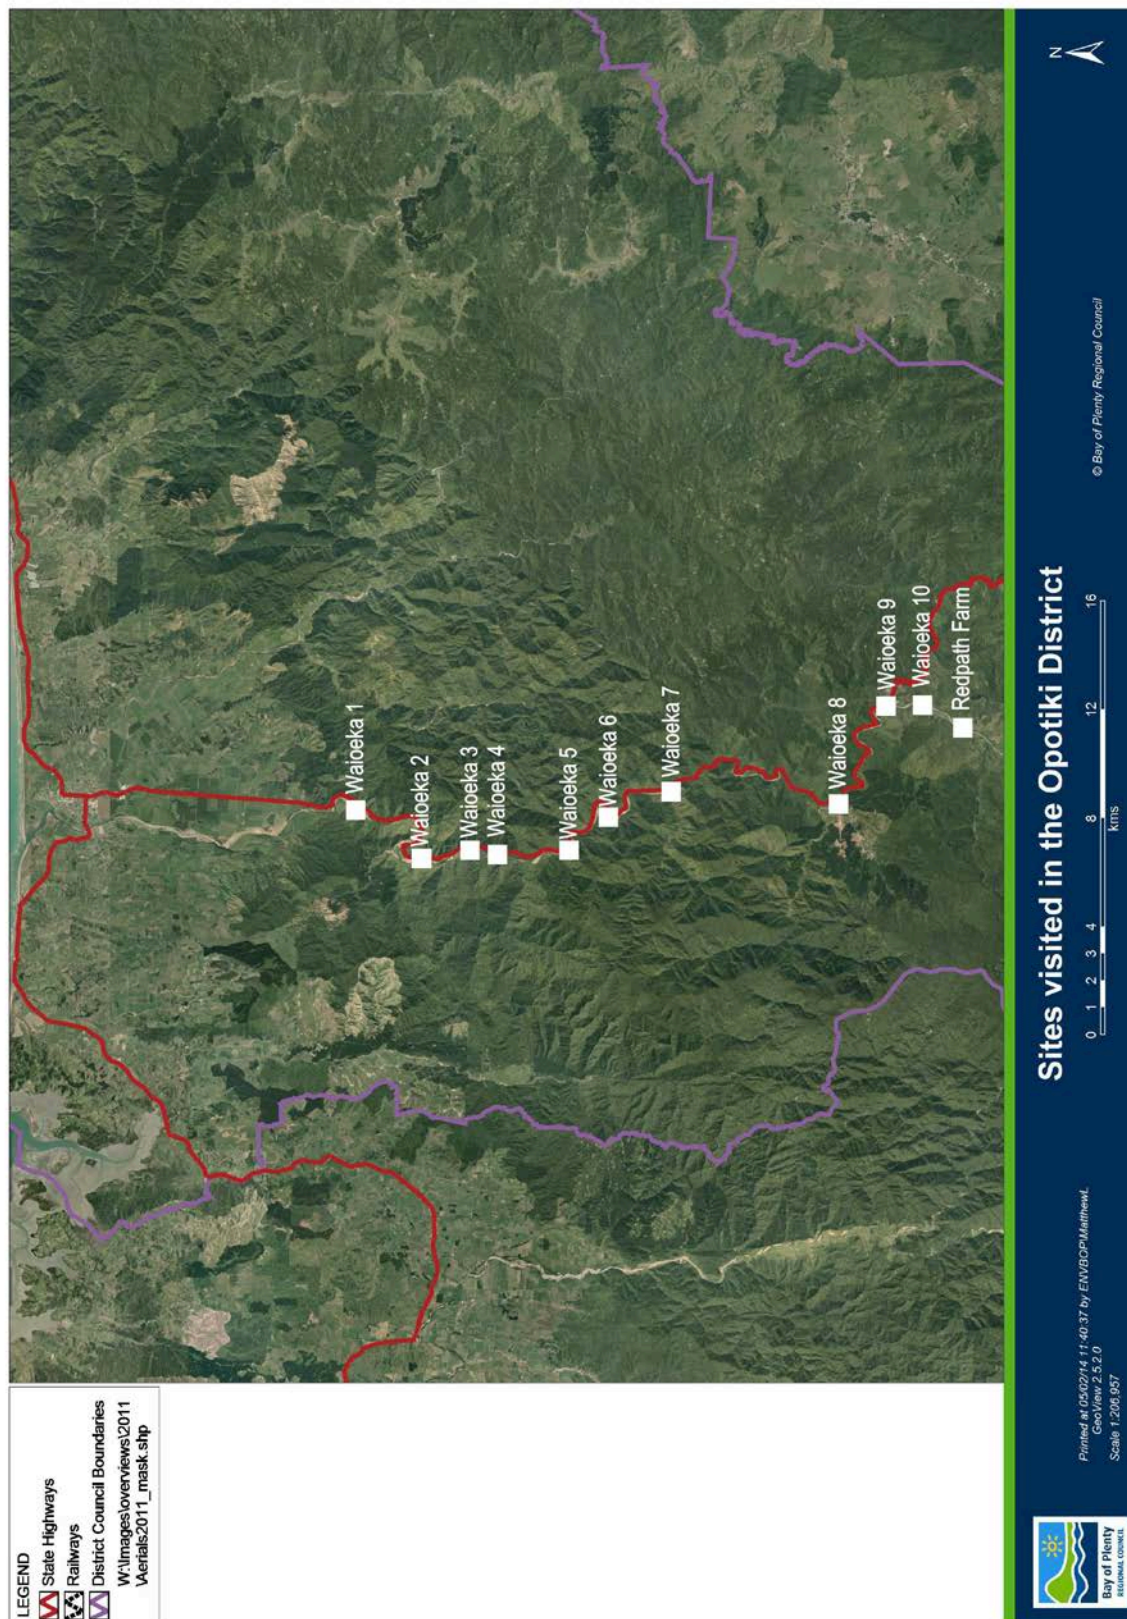 LEGEND
State Highways
Railways
District Council Boundaries
W:\Images\overviews\2011
\Aerials2011_mask.shp
Waioeka 1
Waioeka 2
Waioeka 3
Waioeka 4
Waioeka 5
Waioeka 6
Waioeka 7
Waioeka 8
Waioeka 9
Waioeka 10
Redpath Farm
Sites visited in the Opotiki District
N
0 1 2 3 4 8 12 16
kms
Printed at 05/02/14 11:40:37 by ENVBOP\MatthewL.
GeoView 2.5.2.0
Scale 1:206,957
© Bay of Plenty Regional Council
Bay of Plenty
REGIONAL COUNCIL